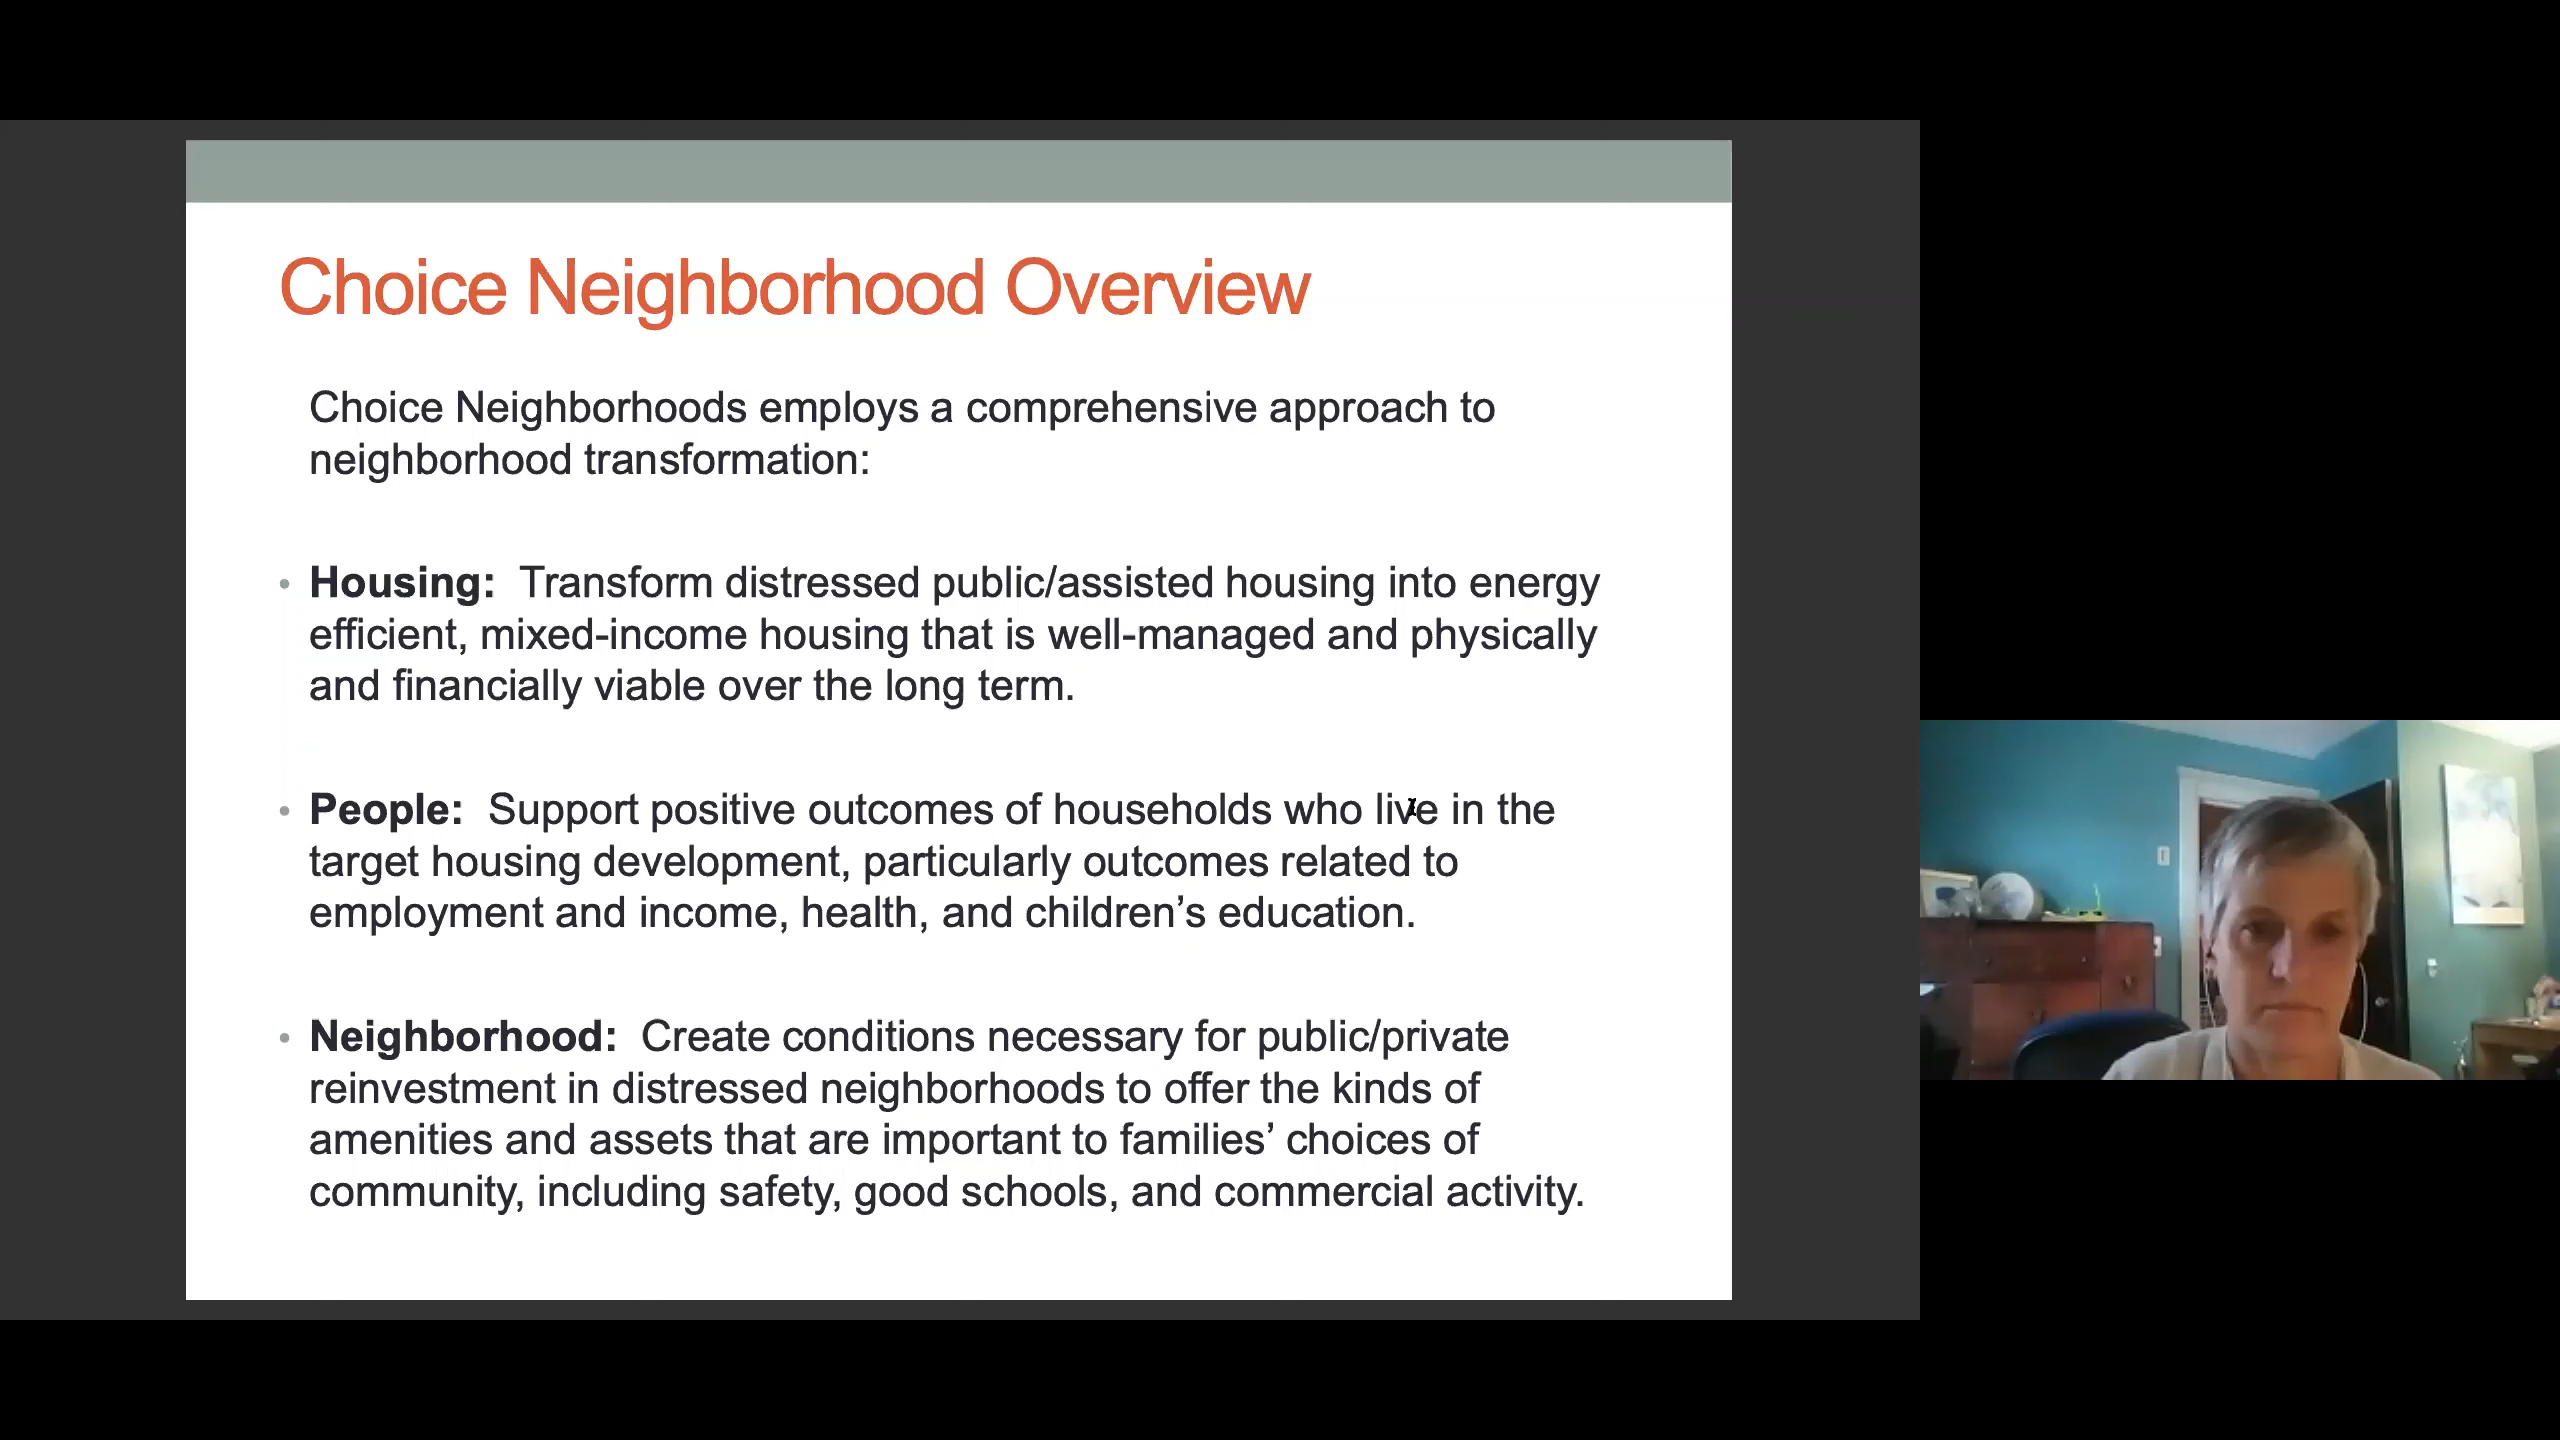 Choice Neighborhood Overview
Choice Neighborhoods employs a comprehensive approach to
neighborhood transformation:
• Housing: Transform distressed public/assisted housing into energy
efficient, mixed-income housing that is well-managed and physically
and financially viable over the long term.
• People: Support positive outcomes of households who live in the
target housing development, particularly outcomes related to
employment and income, health, and children’s education.
• Neighborhood: Create conditions necessary for public/private
reinvestment in distressed neighborhoods to offer the kinds of
amenities and assets that are important to families’ choices of
community, including safety, good schools, and commercial activity.